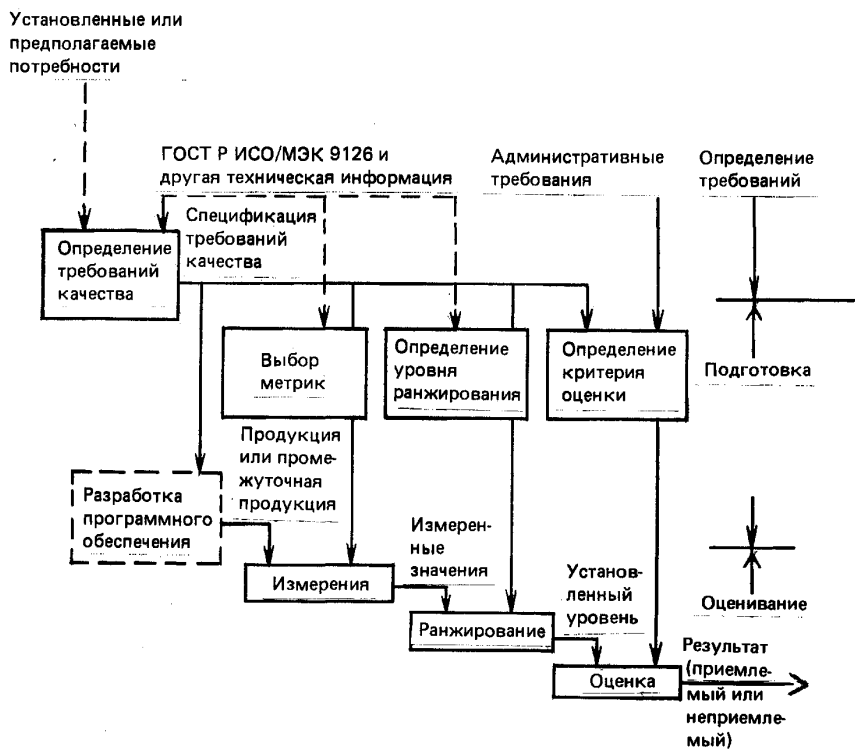 Установленные или
предполагаемые
потребности
ГОСТ Р ИСО/МЭК 9126 и
другая техническая информация
Административные
требования
Определение
требований
Спецификация
требований
качества
Определение
требований
качества
Выбор
метрик
Определение
уровня
ранжирования
Определение
критерия
оценки
Подготовка
Продукция
или проме-
жуточная
продукция
Разработка
программного
обеспечения
Измерения
Измерен-
ные
значения
Ранжирование
Установ-
ленный
уровень
Оценивание
Оценка
Результат
(приемле-
мый или
неприемле-
мый)